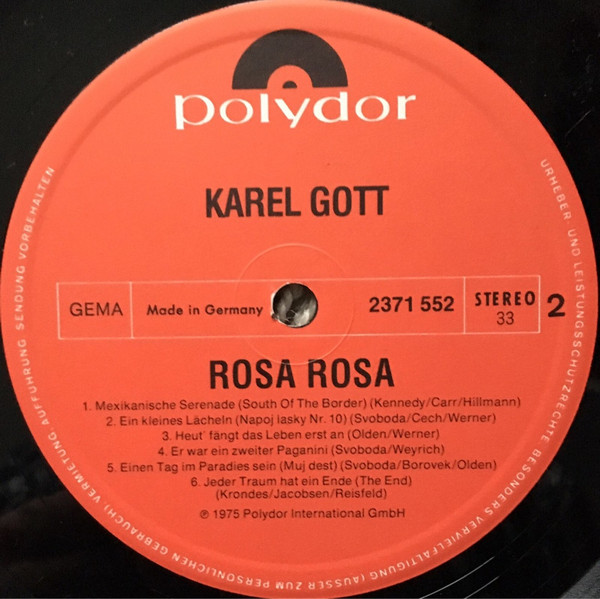 polydor
KAREL GOTT
GEMA
Made in Germany
2371 552
STEREO
33
2
ROSA ROSA
1. Mexikanische Serenade (South Of The Border) (Kennedy/Carr/Hillmann)
2. Ein kleines Lächeln (Napoj lasky Nr. 10) (Svoboda/Cech/Werner)
3. Heut' fängt das Leben erst an (Olden/Werner)
4. Er war ein zweiter Paganini (Svoboda/Weyrich)
5. Einen Tag im Paradies sein (Muj dest) (Svoboda/Borovek/Olden)
6. Jeder Traum hat ein Ende (The End)
(Krondes/Jacobsen/Reisfeld)
℗ 1975 Polydor International GmbH
URHEBER- UND LEISTUNGSSCHUTZRECHTE BESONDERS VERVIELFÄLTIGUNG (AUSSER ZUM PERSÖNLICHEN GEBRAUCH) VERMIETUNG AUFFÜHRUNG SENDUNG VORBEHALTEN